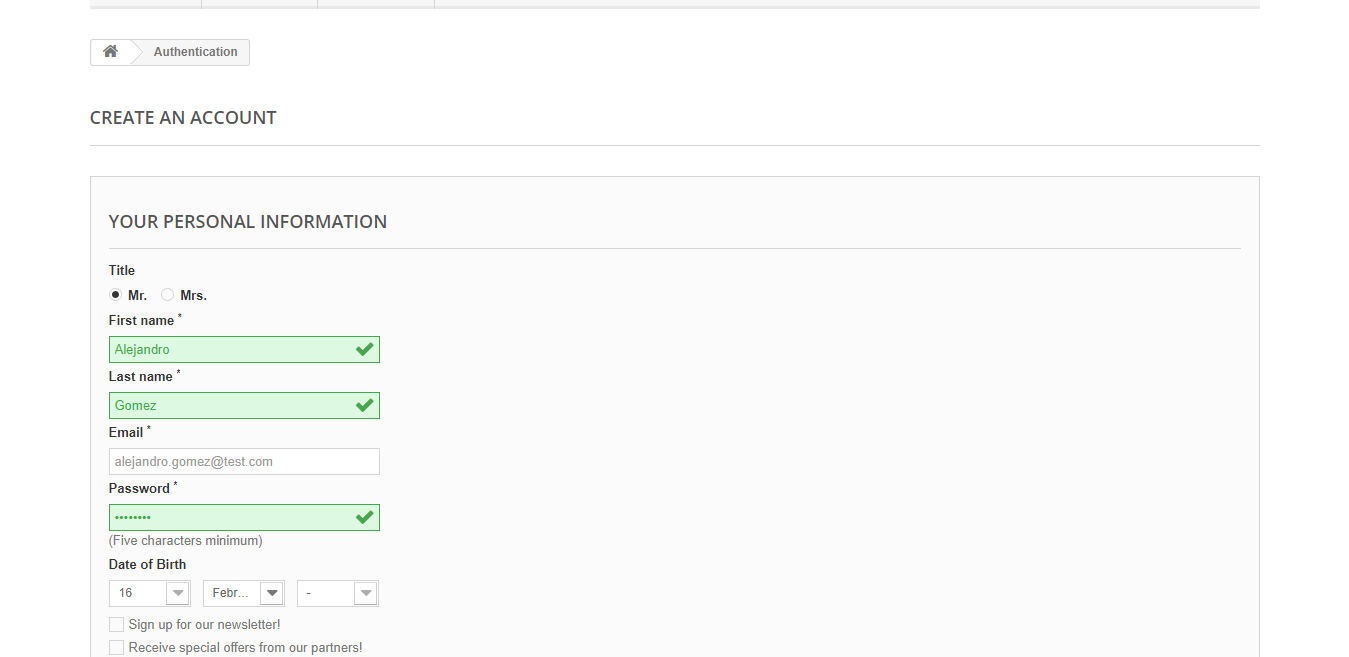 Authentication
CREATE AN ACCOUNT
YOUR PERSONAL INFORMATION
Title
Mr. Mrs.
First name *
Alejandro
Last name *
Gomez
Email *
alejandro.gomez@test.com
Password *
••••••••
(Five characters minimum)
Date of Birth
16 Febr... -
Sign up for our newsletter!
Receive special offers from our partners!